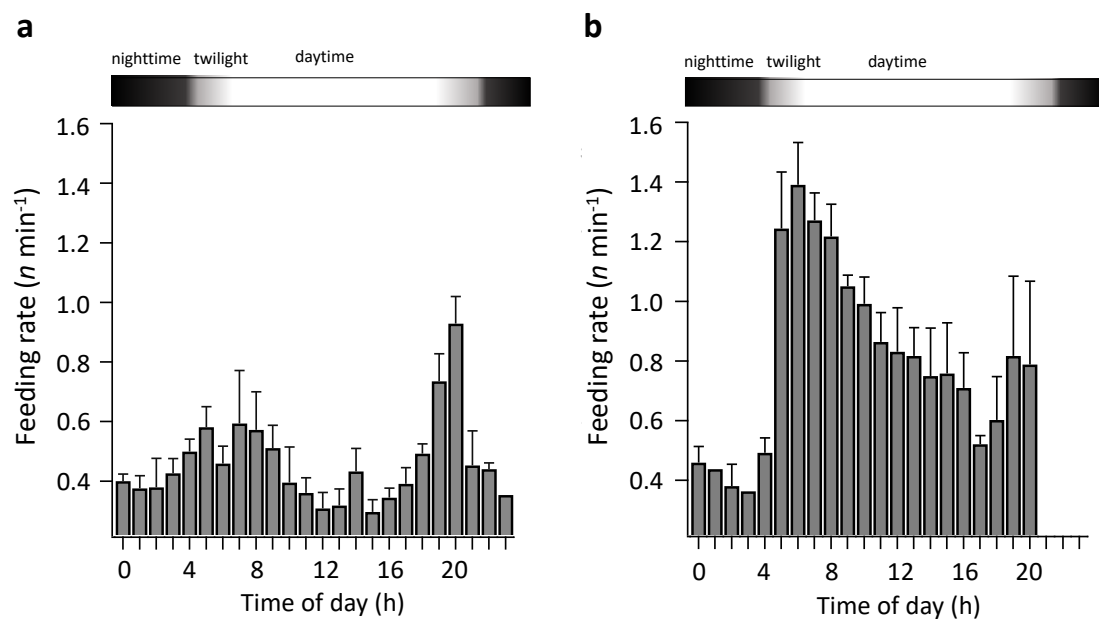 a
nighttime twilight daytime
1.6
1.4
1.2
1.0
0.8
0.6
0.4
Feeding rate (n min⁻¹)
0 4 8 12 16 20
Time of day (h)
b
nighttime twilight daytime
1.6
1.4
1.2
1.0
0.8
0.6
0.4
Feeding rate (n min⁻¹)
0 4 8 12 16 20
Time of day (h)